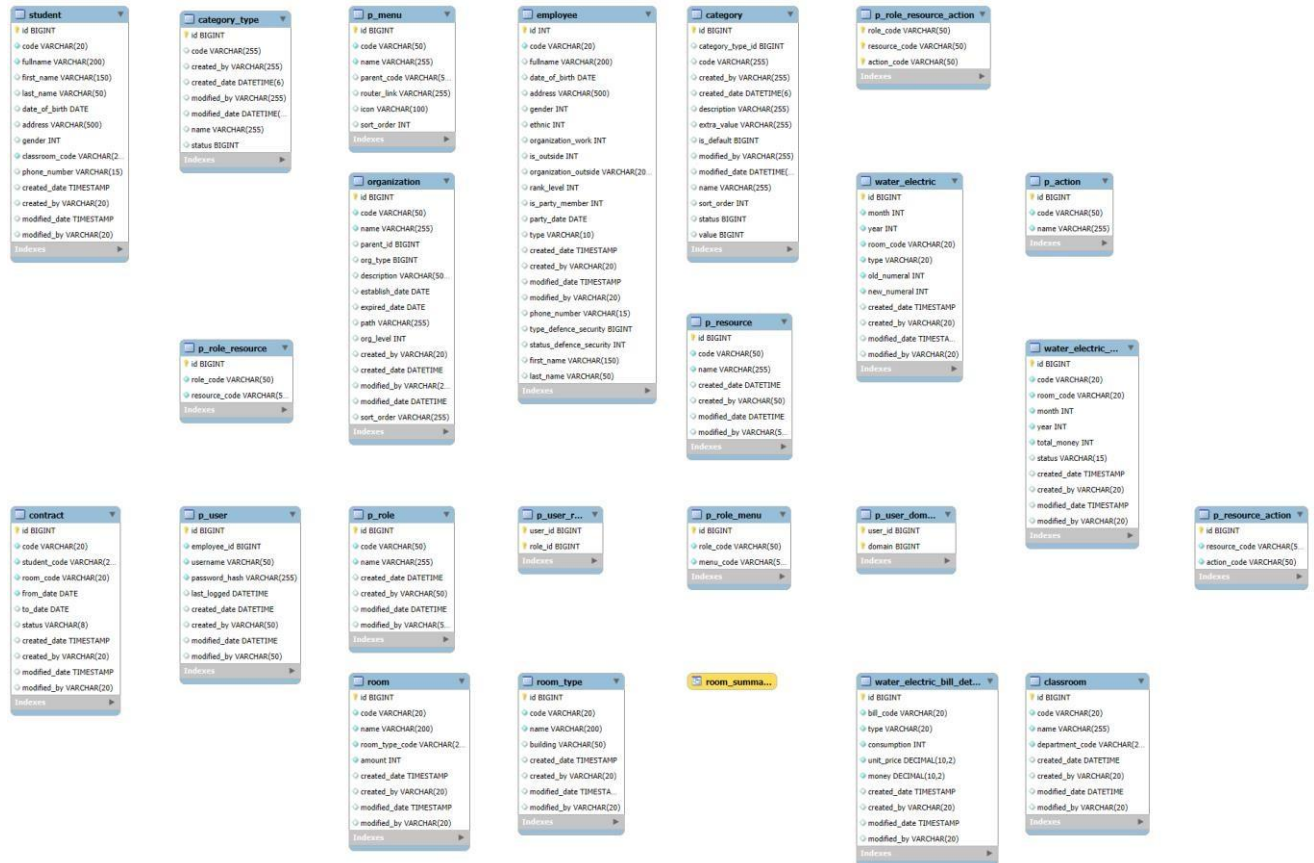 student
id BIGINT
code VARCHAR(20)
fullname VARCHAR(200)
first_name VARCHAR(150)
last_name VARCHAR(50)
date_of_birth DATE
address VARCHAR(500)
gender INT
classroom_code VARCHAR(2...
phone_number VARCHAR(15)
created_date TIMESTAMP
created_by VARCHAR(20)
modified_date TIMESTAMP
modified_by VARCHAR(20)
Indexes
category_type
id BIGINT
code VARCHAR(255)
created_by VARCHAR(255)
created_date DATETIME(6)
modified_by VARCHAR(255)
modified_date DATETIME(...
name VARCHAR(255)
status BIGINT
Indexes
p_menu
id BIGINT
code VARCHAR(50)
name VARCHAR(255)
parent_code VARCHAR(5...
router_link VARCHAR(255)
icon VARCHAR(100)
sort_order INT
Indexes
employee
id INT
code VARCHAR(20)
fullname VARCHAR(200)
date_of_birth DATE
address VARCHAR(500)
gender INT
ethnic INT
organization_work INT
is_outside INT
organization_outside VARCHAR(20...
rank_level INT
is_party_member INT
party_date DATE
type VARCHAR(10)
created_date TIMESTAMP
created_by VARCHAR(20)
modified_date TIMESTAMP
modified_by VARCHAR(20)
phone_number VARCHAR(15)
type_defence_security BIGINT
status_defence_security INT
first_name VARCHAR(150)
last_name VARCHAR(50)
Indexes
category
id BIGINT
category_type_id BIGINT
code VARCHAR(255)
created_by VARCHAR(255)
created_date DATETIME(6)
description VARCHAR(255)
extra_value VARCHAR(255)
is_default BIGINT
modified_by VARCHAR(255)
modified_date DATETIME(...
name VARCHAR(255)
sort_order INT
status BIGINT
value BIGINT
Indexes
p_role_resource_action
role_code VARCHAR(50)
resource_code VARCHAR(50)
action_code VARCHAR(50)
Indexes
organization
id BIGINT
code VARCHAR(50)
name VARCHAR(255)
parent_id BIGINT
org_type BIGINT
description VARCHAR(50...
establish_date DATE
expired_date DATE
path VARCHAR(255)
org_level INT
created_by VARCHAR(20)
created_date DATETIME
modified_by VARCHAR(2...
modified_date DATETIME
sort_order VARCHAR(255)
Indexes
water_electric
id BIGINT
month INT
year INT
room_code VARCHAR(20)
type VARCHAR(20)
old_numeral INT
new_numeral INT
created_date TIMESTAMP
created_by VARCHAR(20)
modified_date TIMESTA...
modified_by VARCHAR(20)
Indexes
p_action
id BIGINT
code VARCHAR(50)
name VARCHAR(255)
Indexes
p_role_resource
id BIGINT
role_code VARCHAR(50)
resource_code VARCHAR(5...
Indexes
p_resource
id BIGINT
code VARCHAR(50)
name VARCHAR(255)
created_date DATETIME
created_by VARCHAR(50)
modified_date DATETIME
modified_by VARCHAR(5...
Indexes
water_electric_...
id BIGINT
code VARCHAR(20)
room_code VARCHAR(20)
month INT
year INT
total_money INT
status VARCHAR(15)
created_date TIMESTAMP
created_by VARCHAR(20)
modified_date TIMESTAMP
modified_by VARCHAR(20)
Indexes
contract
id BIGINT
code VARCHAR(20)
student_code VARCHAR(2...
room_code VARCHAR(20)
from_date DATE
to_date DATE
status VARCHAR(8)
created_date TIMESTAMP
created_by VARCHAR(20)
modified_date TIMESTAMP
modified_by VARCHAR(20)
Indexes
p_user
id BIGINT
employee_id BIGINT
username VARCHAR(50)
password_hash VARCHAR(255)
last_logged DATETIME
created_date DATETIME
created_by VARCHAR(50)
modified_date DATETIME
modified_by VARCHAR(50)
Indexes
p_role
id BIGINT
code VARCHAR(50)
name VARCHAR(255)
created_date DATETIME
created_by VARCHAR(50)
modified_date DATETIME
modified_by VARCHAR(5...
Indexes
p_user_r...
user_id BIGINT
role_id BIGINT
Indexes
p_role_menu
id BIGINT
role_code VARCHAR(50)
menu_code VARCHAR(5...
Indexes
p_user_dom...
user_id BIGINT
domain BIGINT
Indexes
p_resource_action
id BIGINT
resource_code VARCHAR(5...
action_code VARCHAR(50)
Indexes
room
id BIGINT
code VARCHAR(20)
name VARCHAR(200)
room_type_code VARCHAR(2...
amount INT
created_date TIMESTAMP
created_by VARCHAR(20)
modified_date TIMESTAMP
modified_by VARCHAR(20)
Indexes
room_type
id BIGINT
code VARCHAR(20)
name VARCHAR(200)
building VARCHAR(50)
created_date TIMESTAMP
created_by VARCHAR(20)
modified_date TIMESTA...
modified_by VARCHAR(20)
Indexes
room_summa...
water_electric_bill_det...
id BIGINT
bill_code VARCHAR(20)
type VARCHAR(20)
consumption INT
unit_price DECIMAL(10,2)
money DECIMAL(10,2)
created_date TIMESTAMP
created_by VARCHAR(20)
modified_date TIMESTAMP
modified_by VARCHAR(20)
Indexes
classroom
id BIGINT
code VARCHAR(20)
name VARCHAR(255)
department_code VARCHAR(2...
created_date DATETIME
created_by VARCHAR(20)
modified_date DATETIME
modified_by VARCHAR(20)
Indexes